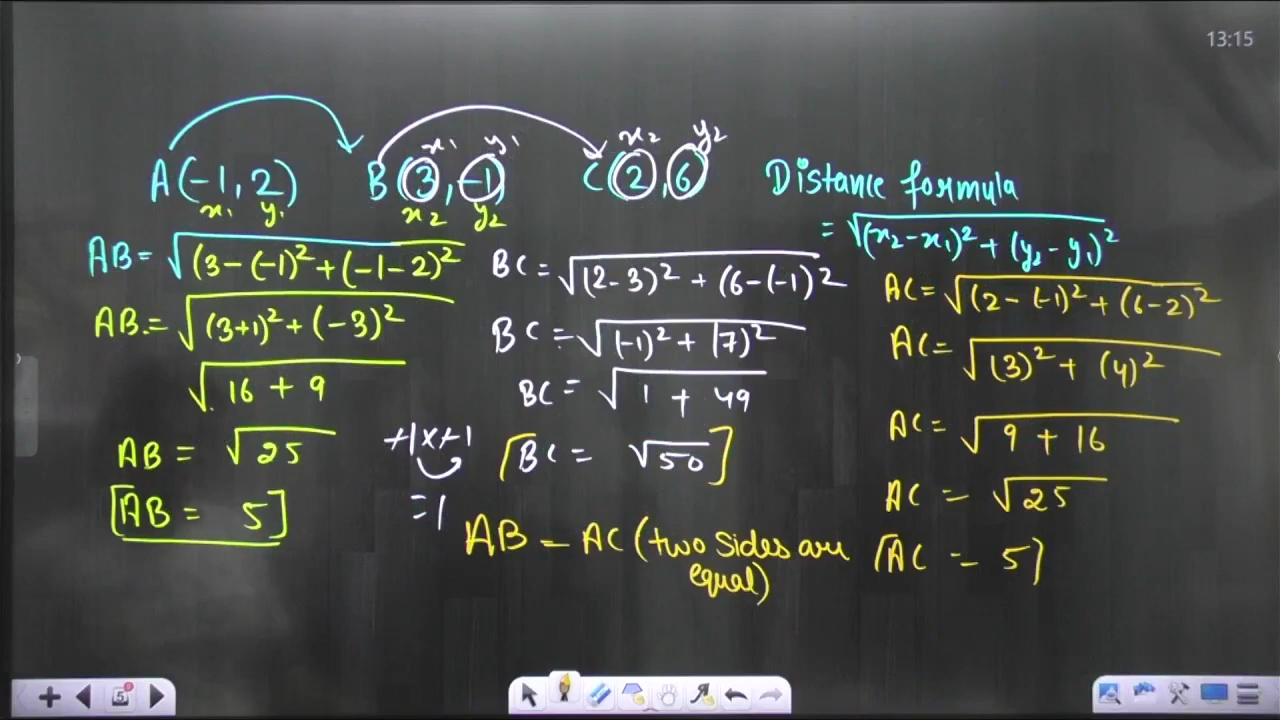 13:15
A(-1, 2) B(3, -1) C(2, 6)
x₁ y₁
x₂ y₂
x₁ y₁
x₂ y₂
Distance formula
= √(x₂-x₁)² + (y₂-y₁)²
AB = √(3-(-1)² + (-1-2)²
AB = √(3+1)² + (-3)²
√16 + 9
AB = √25
[AB = 5]
BC = √(2-3)² + (6-(-1)²
BC = √(-1)² + (7)²
BC = √1 + 49
[BC = √50]
+1x+1
=1
AC = √(2-(-1)² + (6-2)²
AC = √(3)² + (4)²
AC = √9 + 16
AC = √25
[AC = 5]
AB = AC (two sides are
equal)
5